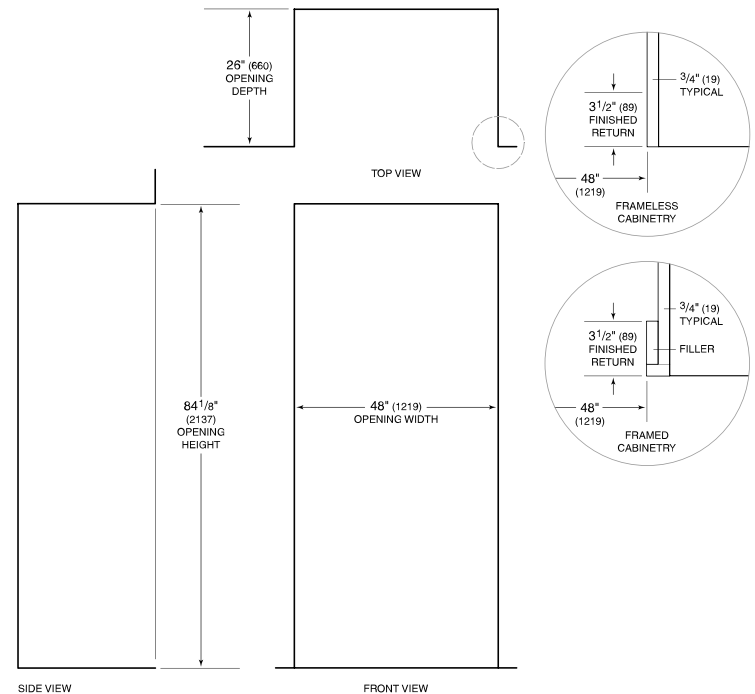 26" (660)
OPENING
DEPTH
TOP VIEW
3/4" (19)
TYPICAL
3 1/2" (89)
FINISHED
RETURN
48"
(1219)
FRAMELESS
CABINETRY
84 1/8"
(2137)
OPENING
HEIGHT
48" (1219)
OPENING WIDTH
3/4" (19)
TYPICAL
3 1/2" (89)
FINISHED
RETURN
FILLER
48"
(1219)
FRAMED
CABINETRY
SIDE VIEW
FRONT VIEW